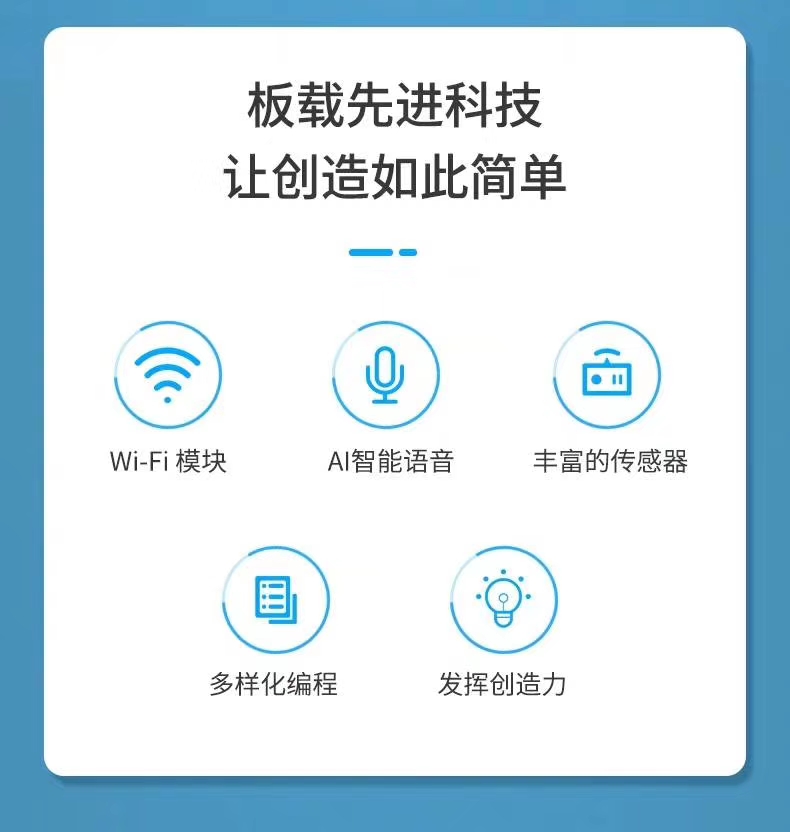 板载先进科技
让创造如此简单
Wi-Fi 模块
AI智能语音
丰富的传感器
多样化编程
发挥创造力